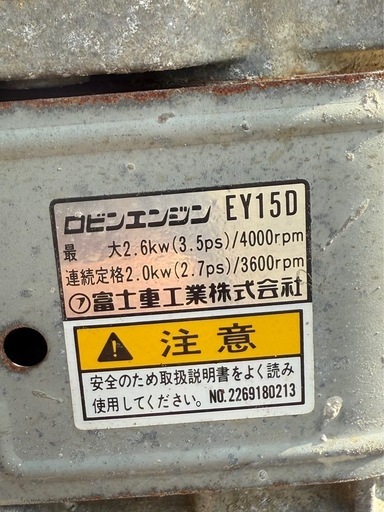 ロビンエンジン EY15D
最 大2.6kw(3.5ps)/4000rpm
連続定格2.0kw(2.7ps)/3600rpm
㋐富士重工業株式会社
注意
安全のため取扱説明書をよく読み
使用してください。 NO.2269180213